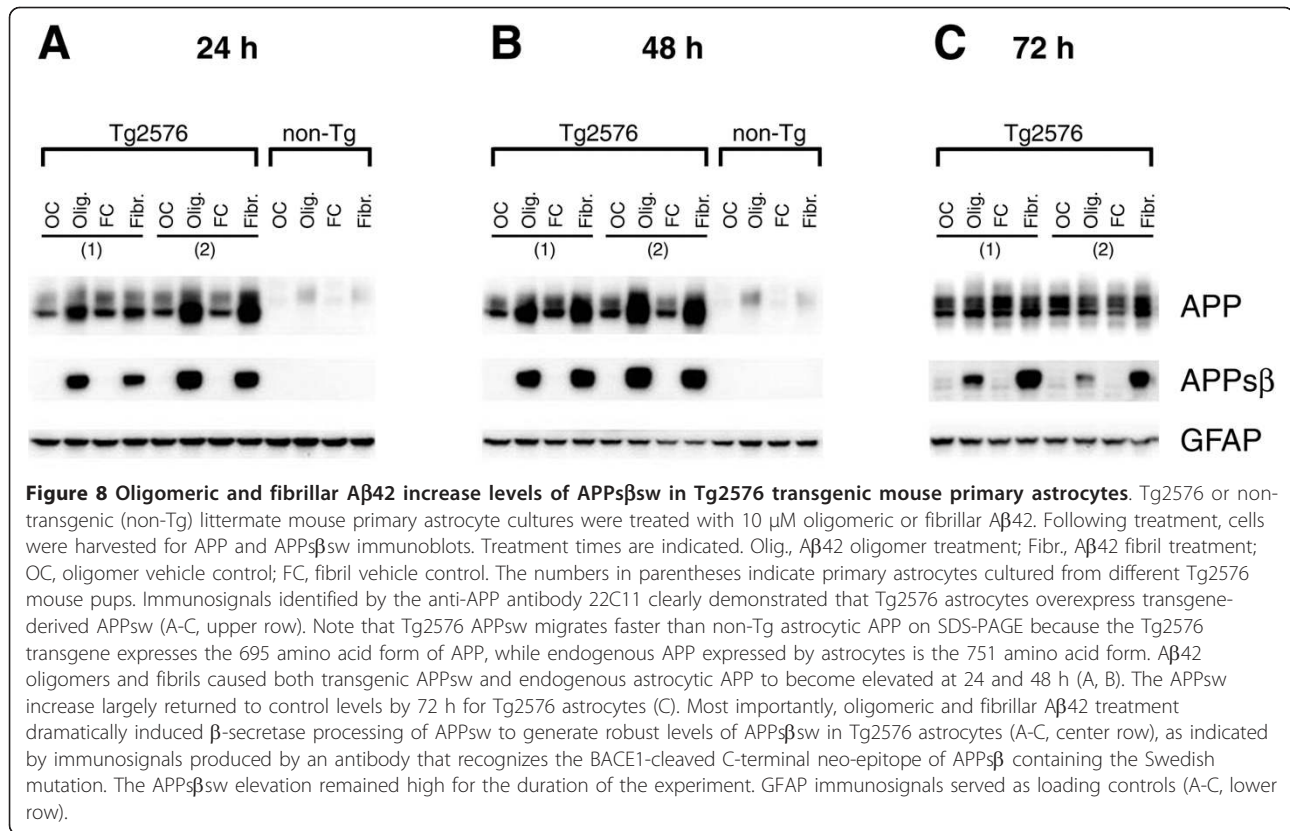 A 24 h B 48 h C 72 h
Tg2576 non-Tg Tg2576 non-Tg Tg2576
OC Olig. FC Fibr. OC Olig. FC Fibr. OC Olig. FC Fibr. OC Olig. FC Fibr. OC Olig. FC Fibr. OC Olig. FC Fibr. OC Olig. FC Fibr. OC Olig. FC Fibr.
(1) (2) (1) (2) (1) (2)
APP
APPsβ
GFAP
Figure 8 Oligomeric and fibrillar Aβ42 increase levels of APPsβsw in Tg2576 transgenic mouse primary astrocytes. Tg2576 or non-
transgenic (non-Tg) littermate mouse primary astrocyte cultures were treated with 10 μM oligomeric or fibrillar Aβ42. Following treatment, cells
were harvested for APP and APPsβsw immunoblots. Treatment times are indicated. Olig., Aβ42 oligomer treatment; Fibr., Aβ42 fibril treatment;
OC, oligomer vehicle control; FC, fibril vehicle control. The numbers in parentheses indicate primary astrocytes cultured from different Tg2576
mouse pups. Immunosignals identified by the anti-APP antibody 22C11 clearly demonstrated that Tg2576 astrocytes overexpress transgene-
derived APPsw (A-C, upper row). Note that Tg2576 APPsw migrates faster than non-Tg astrocytic APP on SDS-PAGE because the Tg2576
transgene expresses the 695 amino acid form of APP, while endogenous APP expressed by astrocytes is the 751 amino acid form. Aβ42
oligomers and fibrils caused both transgenic APPsw and endogenous astrocytic APP to become elevated at 24 and 48 h (A, B). The APPsw
increase largely returned to control levels by 72 h for Tg2576 astrocytes (C). Most importantly, oligomeric and fibrillar Aβ42 treatment
dramatically induced β-secretase processing of APPsw to generate robust levels of APPsβsw in Tg2576 astrocytes (A-C, center row), as indicated
by immunosignals produced by an antibody that recognizes the BACE1-cleaved C-terminal neo-epitope of APPsβ containing the Swedish
mutation. The APPsβsw elevation remained high for the duration of the experiment. GFAP immunosignals served as loading controls (A-C, lower
row).